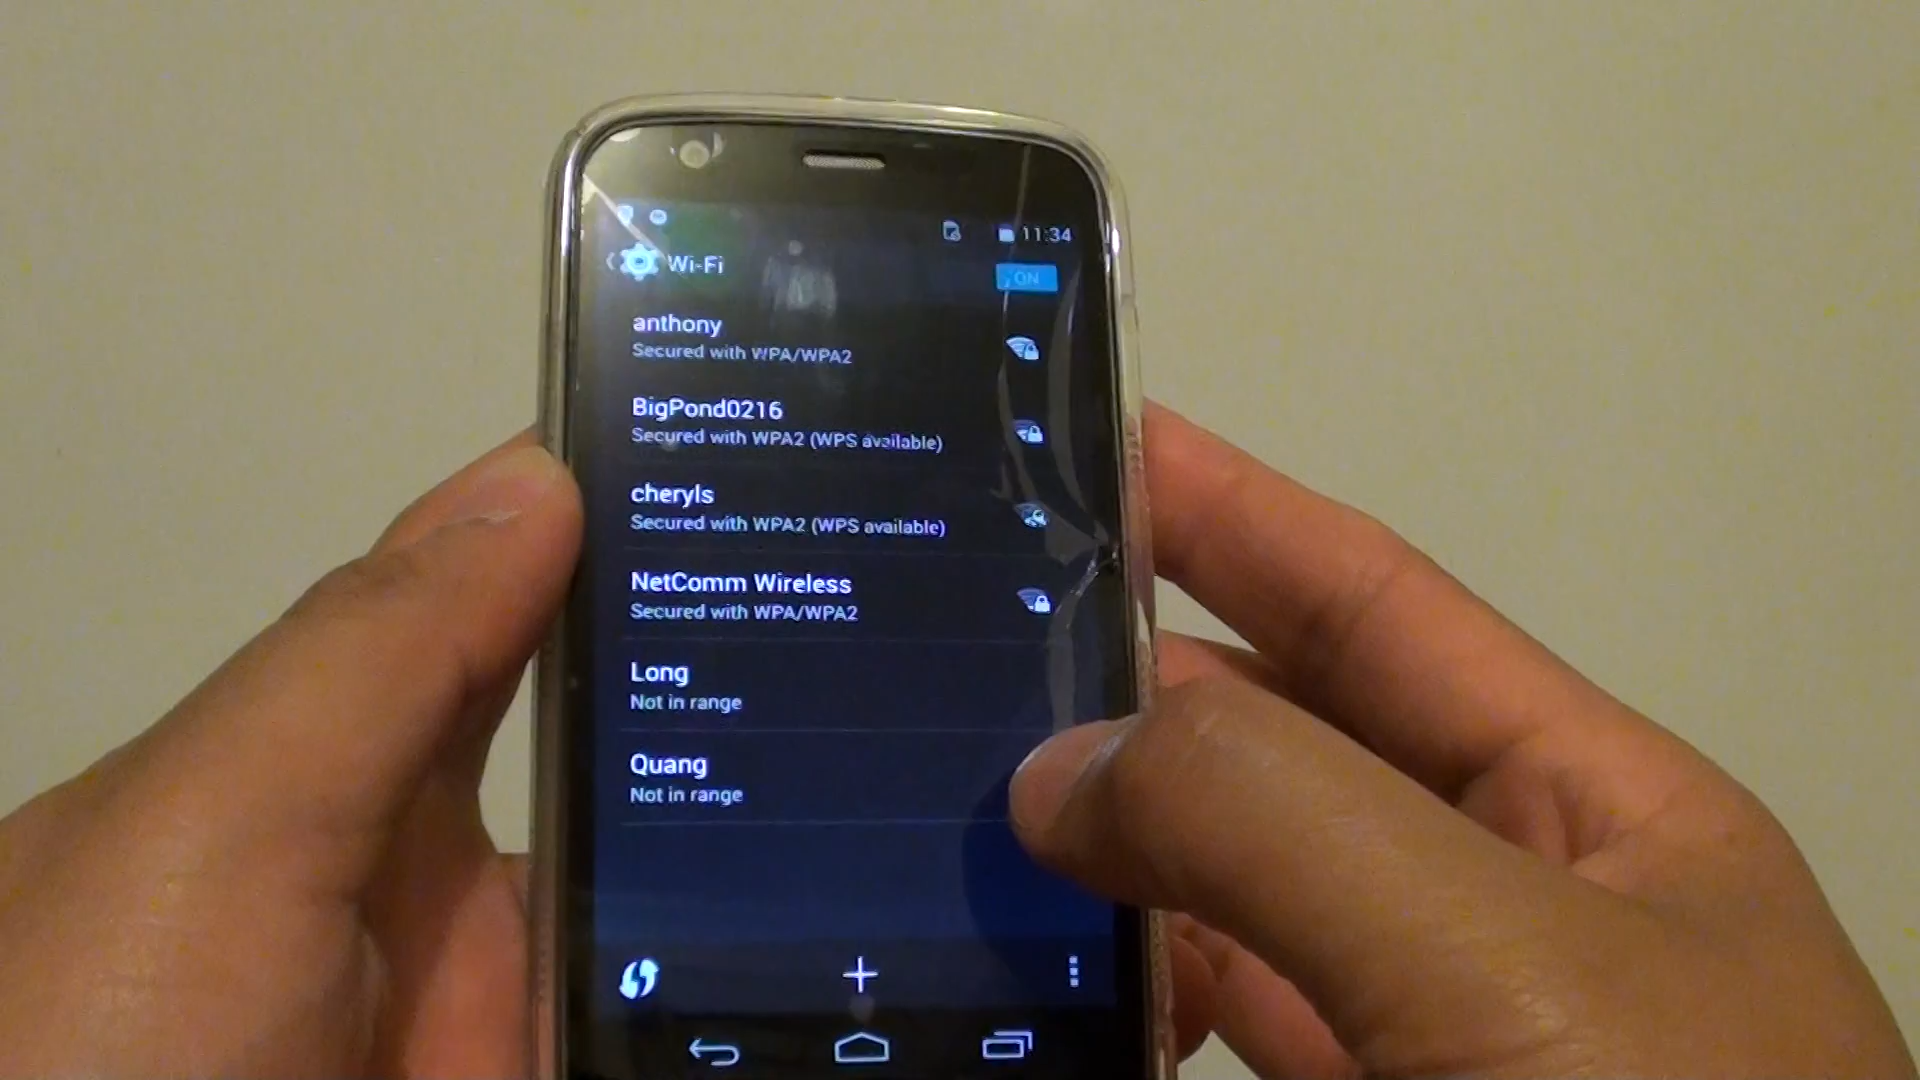 11:34
Wi-Fi
ON
anthony
Secured with WPA/WPA2
BigPond0216
Secured with WPA2 (WPS available)
cheryls
Secured with WPA2 (WPS available)
NetComm Wireless
Secured with WPA/WPA2
Long
Not in range
Quang
Not in range